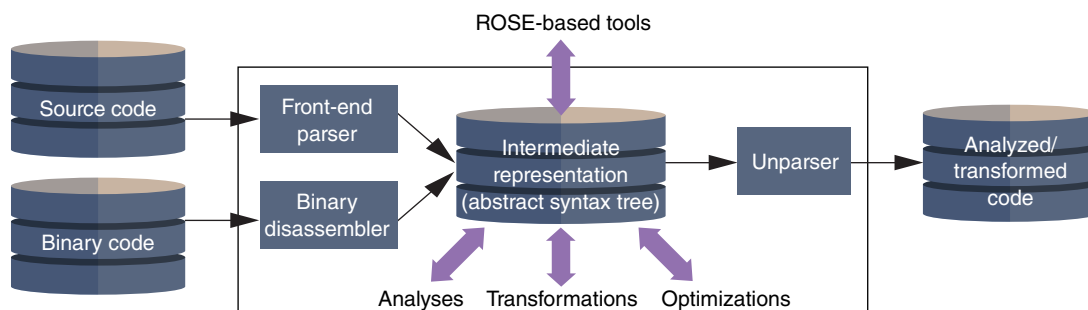 ROSE-based tools
Source code
Front-end
parser
Intermediate
representation
(abstract syntax tree)
Unparser
Analyzed/
transformed
code
Binary code
Binary
disassembler
Analyses
Transformations
Optimizations